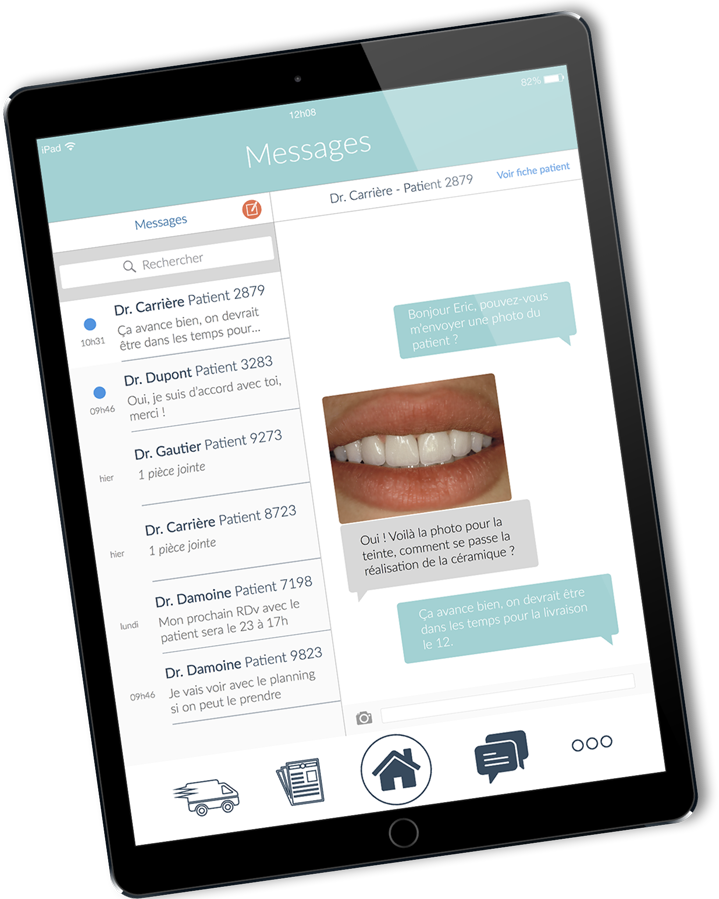 iPad
12h08
82%
Messages
Messages
Dr. Carrière - Patient 2879
Voir fiche patient
Rechercher
Dr. Carrière Patient 2879
10h31
Ça avance bien, on devrait
être dans les temps pour...
Dr. Dupont Patient 3283
09h46
Oui, je suis d'accord avec toi,
merci !
Dr. Gautier Patient 9273
hier
1 pièce jointe
Dr. Carrière Patient 8723
hier
1 pièce jointe
Dr. Damoine Patient 7198
lundi
Mon prochain RDv avec le
patient sera le 23 à 17h
Dr. Damoine Patient 9823
09h46
Je vais voir avec le planning
si on peut le prendre
Bonjour Eric, pouvez-vous
m'envoyer une photo du
patient ?
Oui ! Voilà la photo pour la
teinte, comment se passe la
réalisation de la céramique ?
Ça avance bien, on devrait être
dans les temps pour la livraison
le 12.